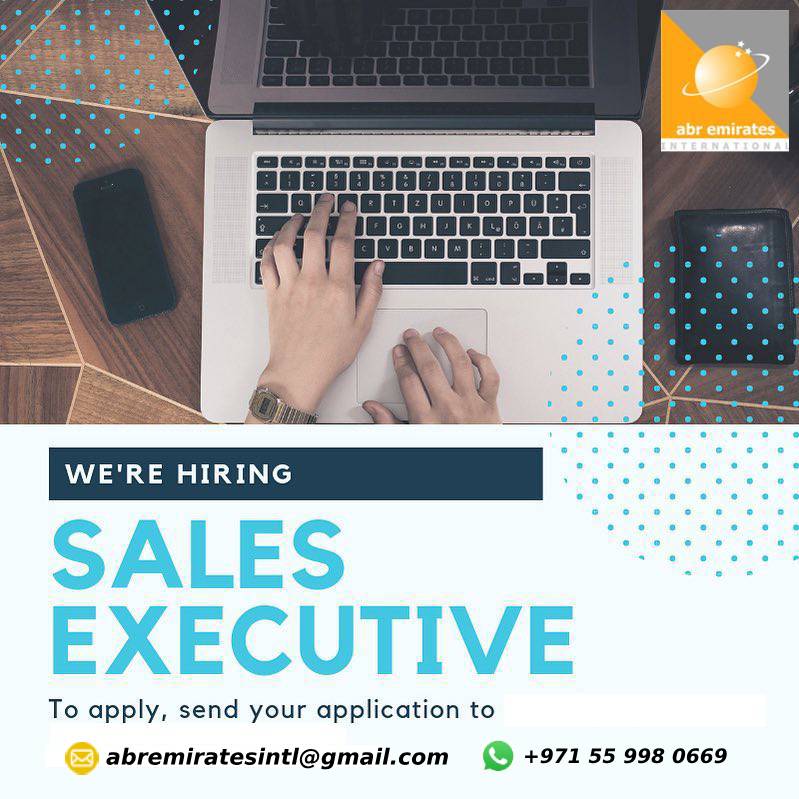 abr emirates
INTERNATIONAL
WE'RE HIRING
SALES
EXECUTIVE
To apply, send your application to
abremiratesintl@gmail.com
+971 55 998 0669